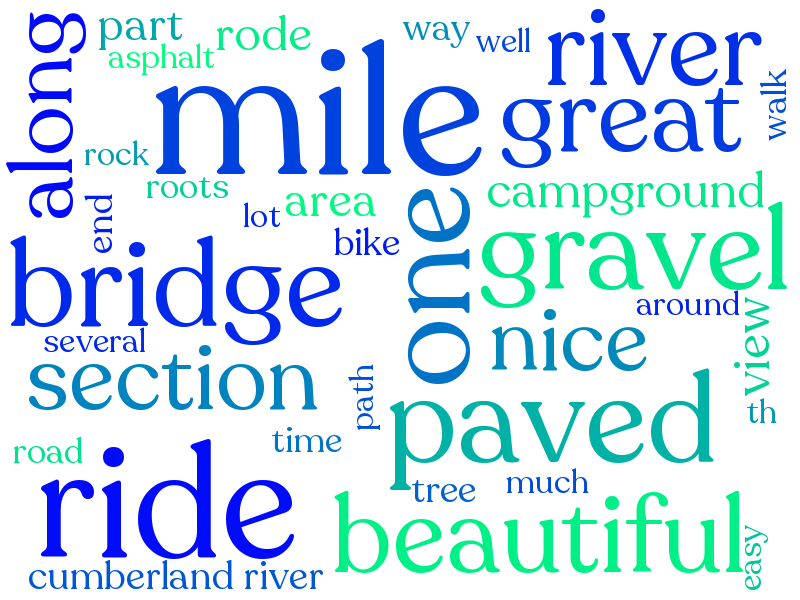 along
part
rode
way
well
river
asphalt
mile
great
walk
rock
roots
area
lot
end
bike
one
campground
gravel
bridge
around
several
nice
view
section
path
paved
th
road
time
ride
tree
much
beautiful
easy
cumberland river